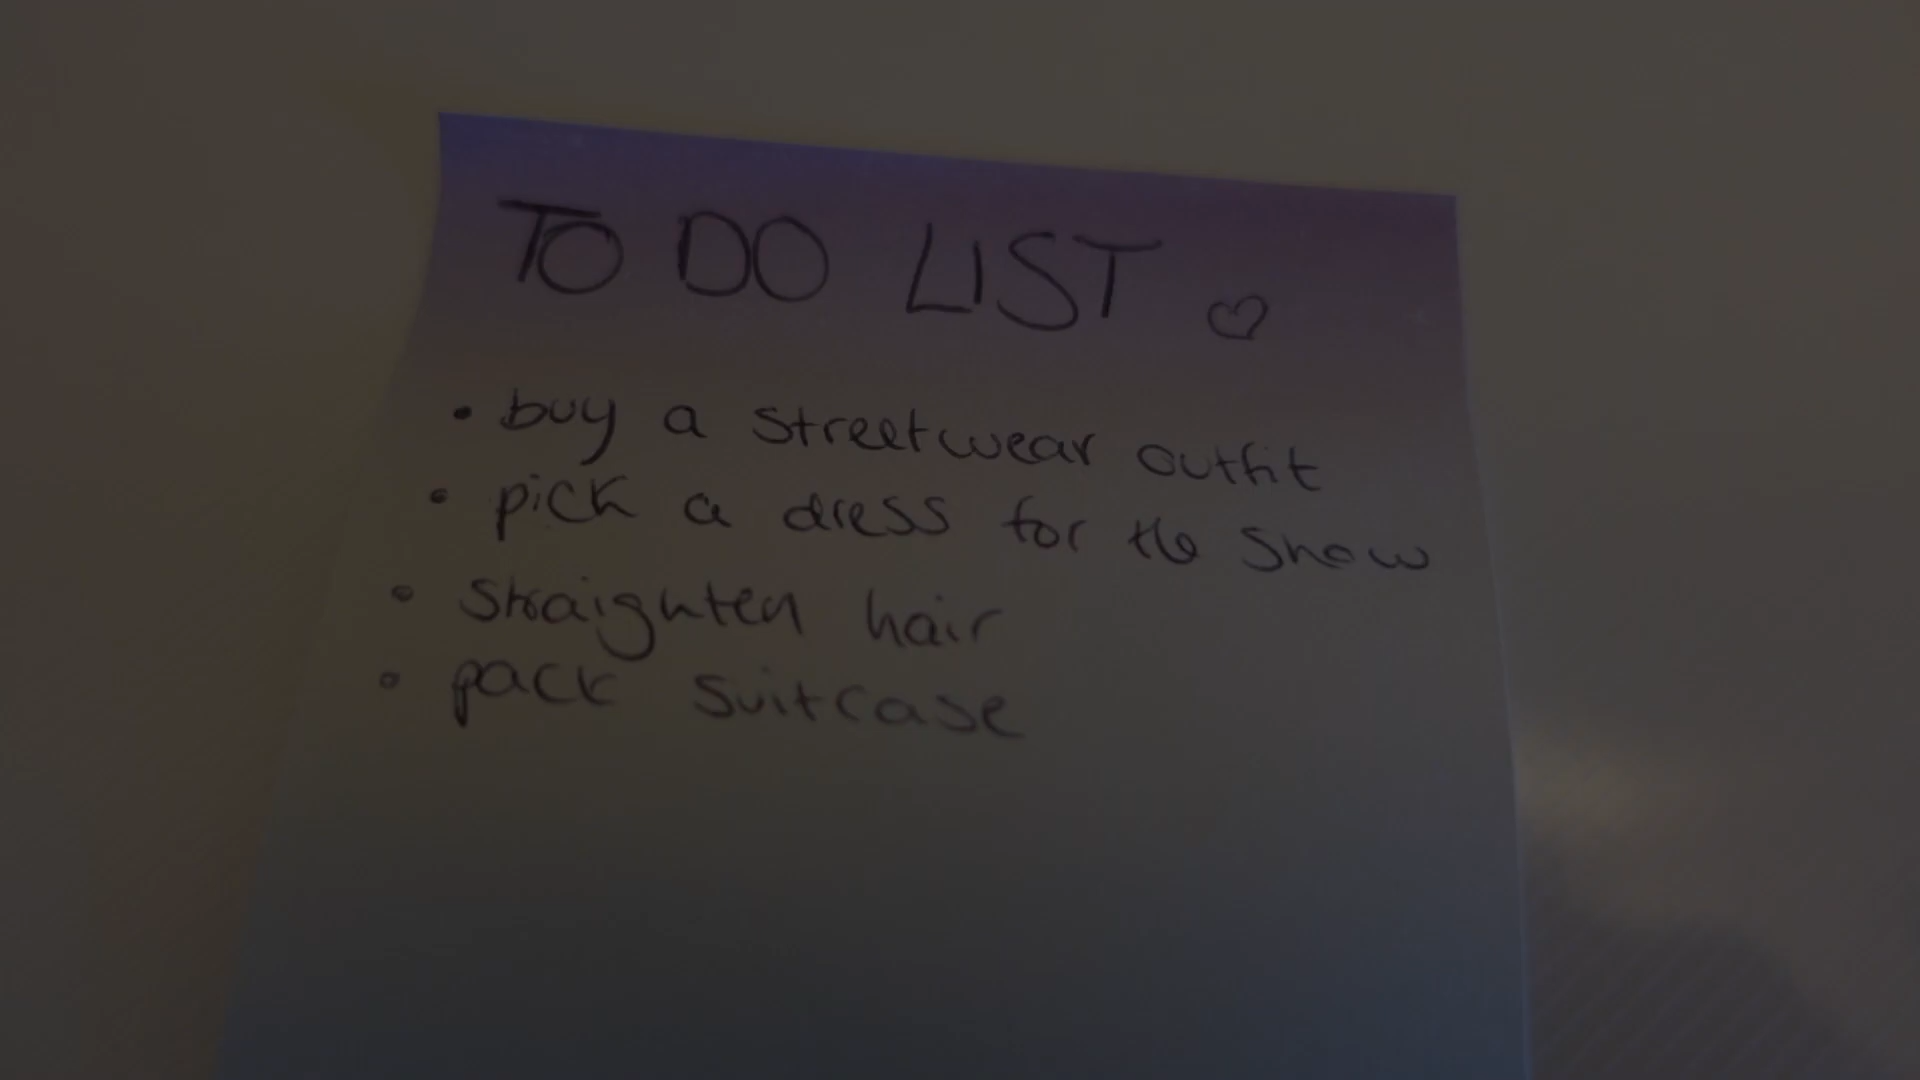 TO DO LIST ♡
• buy a streetwear outfit
• pick a dress for the show
• straighten hair
• pack suitcase